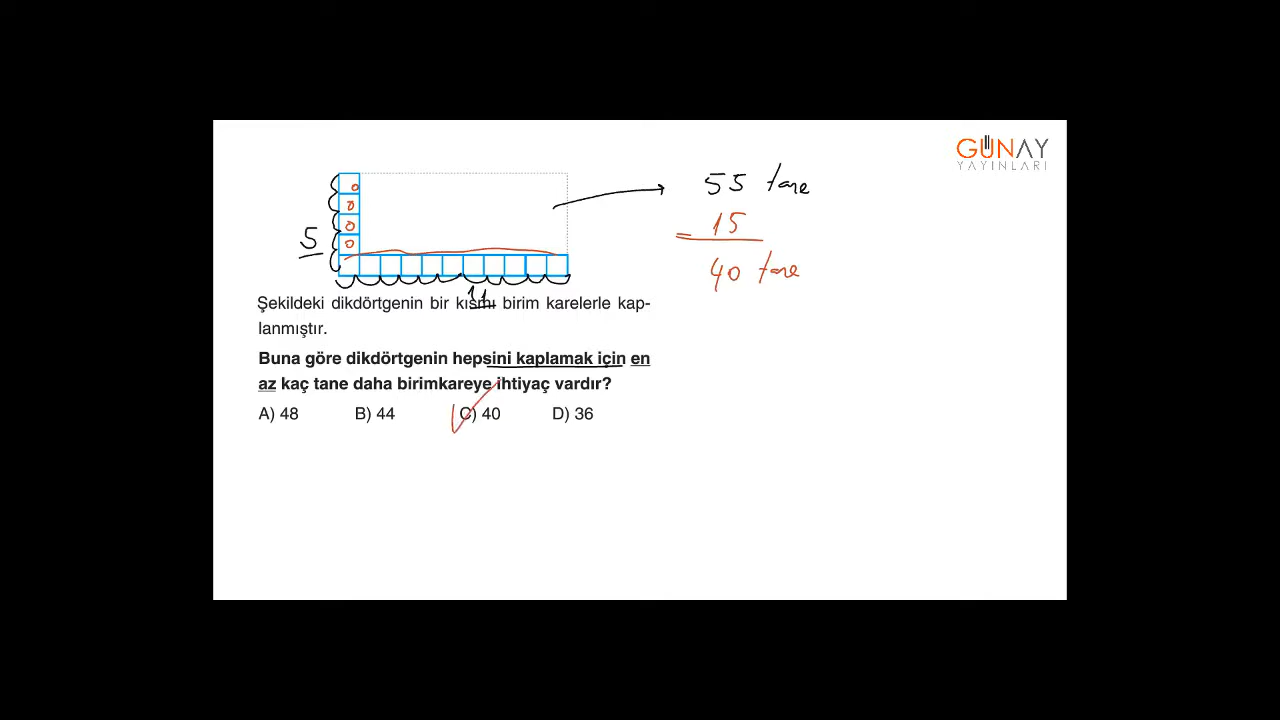 GÜNAY
YAYINLARI
55 tane
15
40 tane
5
11
Şekildeki dikdörtgenin bir kısmı birim karelerle kap-
lanmıştır.
Buna göre dikdörtgenin hepsini kaplamak için en
az kaç tane daha birimkareye ihtiyaç vardır?
A) 48 B) 44 C) 40 D) 36